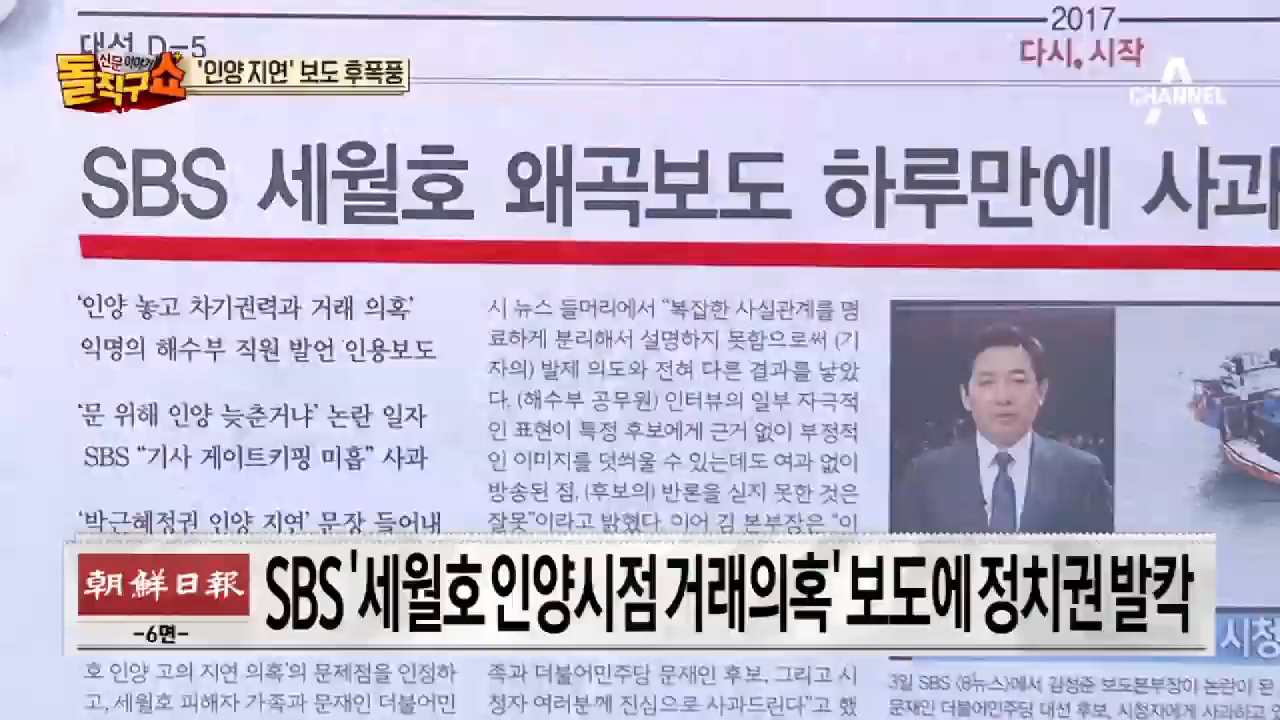 대선 D-5
2017
다시, 시작
신문이야기
돌직구쇼
'인양 지연' 보도 후폭풍
CHANNEL A
SBS 세월호 왜곡보도 하루만에 사과
'인양 놓고 차기권력과 거래 의혹'
익명의 해수부 직원 발언 인용보도
'문 위해 인양 늦춘거냐' 논란 일자
SBS "기사 게이트키핑 미흡" 사과
'박근혜정권 인양 지연' 문장 들어내
시 뉴스 들머리에서 "복잡한 사실관계를 명
료하게 분리해서 설명하지 못함으로써 (기
자의) 발제 의도와 전혀 다른 결과를 낳았
다. (해수부 공무원) 인터뷰의 일부 자극적
인 표현이 특정 후보에게 근거 없이 부정적
인 이미지를 덧씌울 수 있는데도 여과 없이
방송된 점, (후보의) 반론을 싣지 못한 것은
잘못"이라고 밝혔다. 이어 김 본부장은 "이
朝鮮日報
-6면-
SBS '세월호 인양시점 거래의혹' 보도에 정치권 발칵
시청
호 인양 고의 지연 의혹'의 문제점을 인정하
고, 세월호 피해자 가족과 문재인 더불어민
족과 더불어민주당 문재인 후보, 그리고 시
청자 여러분께 진심으로 사과드린다"고 했
3일 SBS 〈8뉴스〉에서 김성준 보도본부장이 논란이 된
문재인 더불어민주당 대선 후보, 시청자에게 사과하고